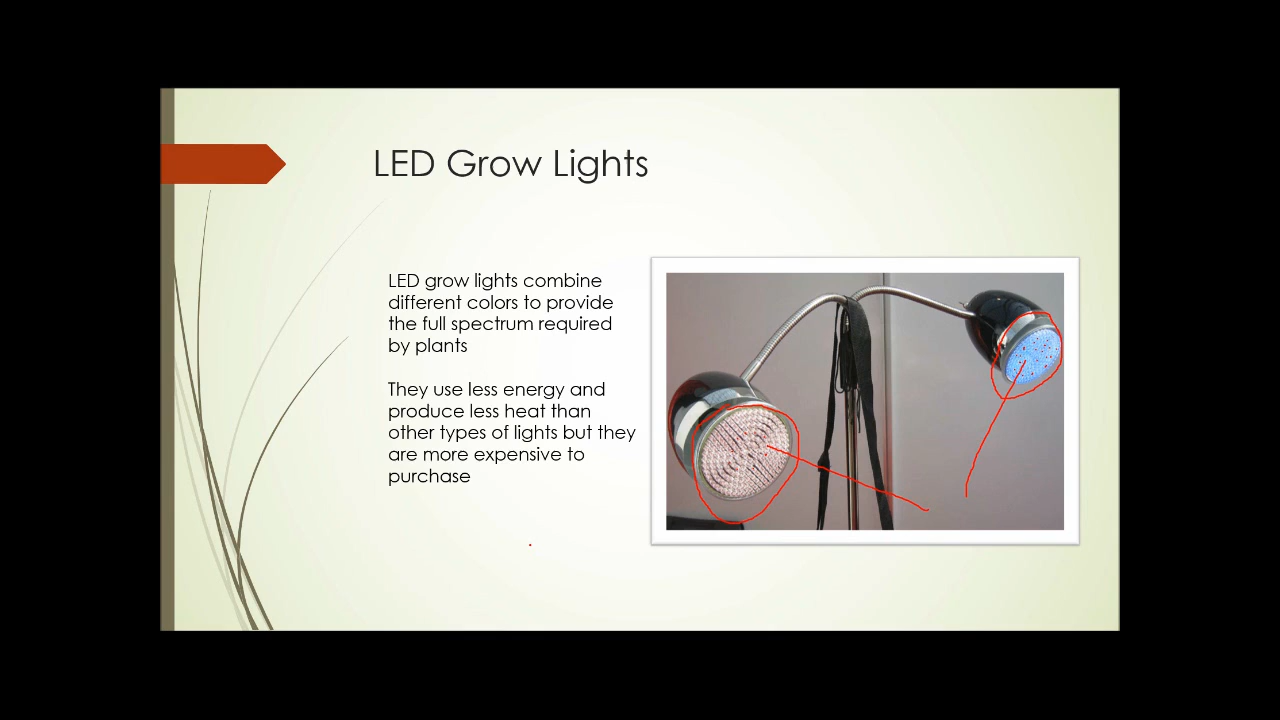 LED Grow Lights
LED grow lights combine
different colors to provide
the full spectrum required
by plants
They use less energy and
produce less heat than
other types of lights but they
are more expensive to
purchase